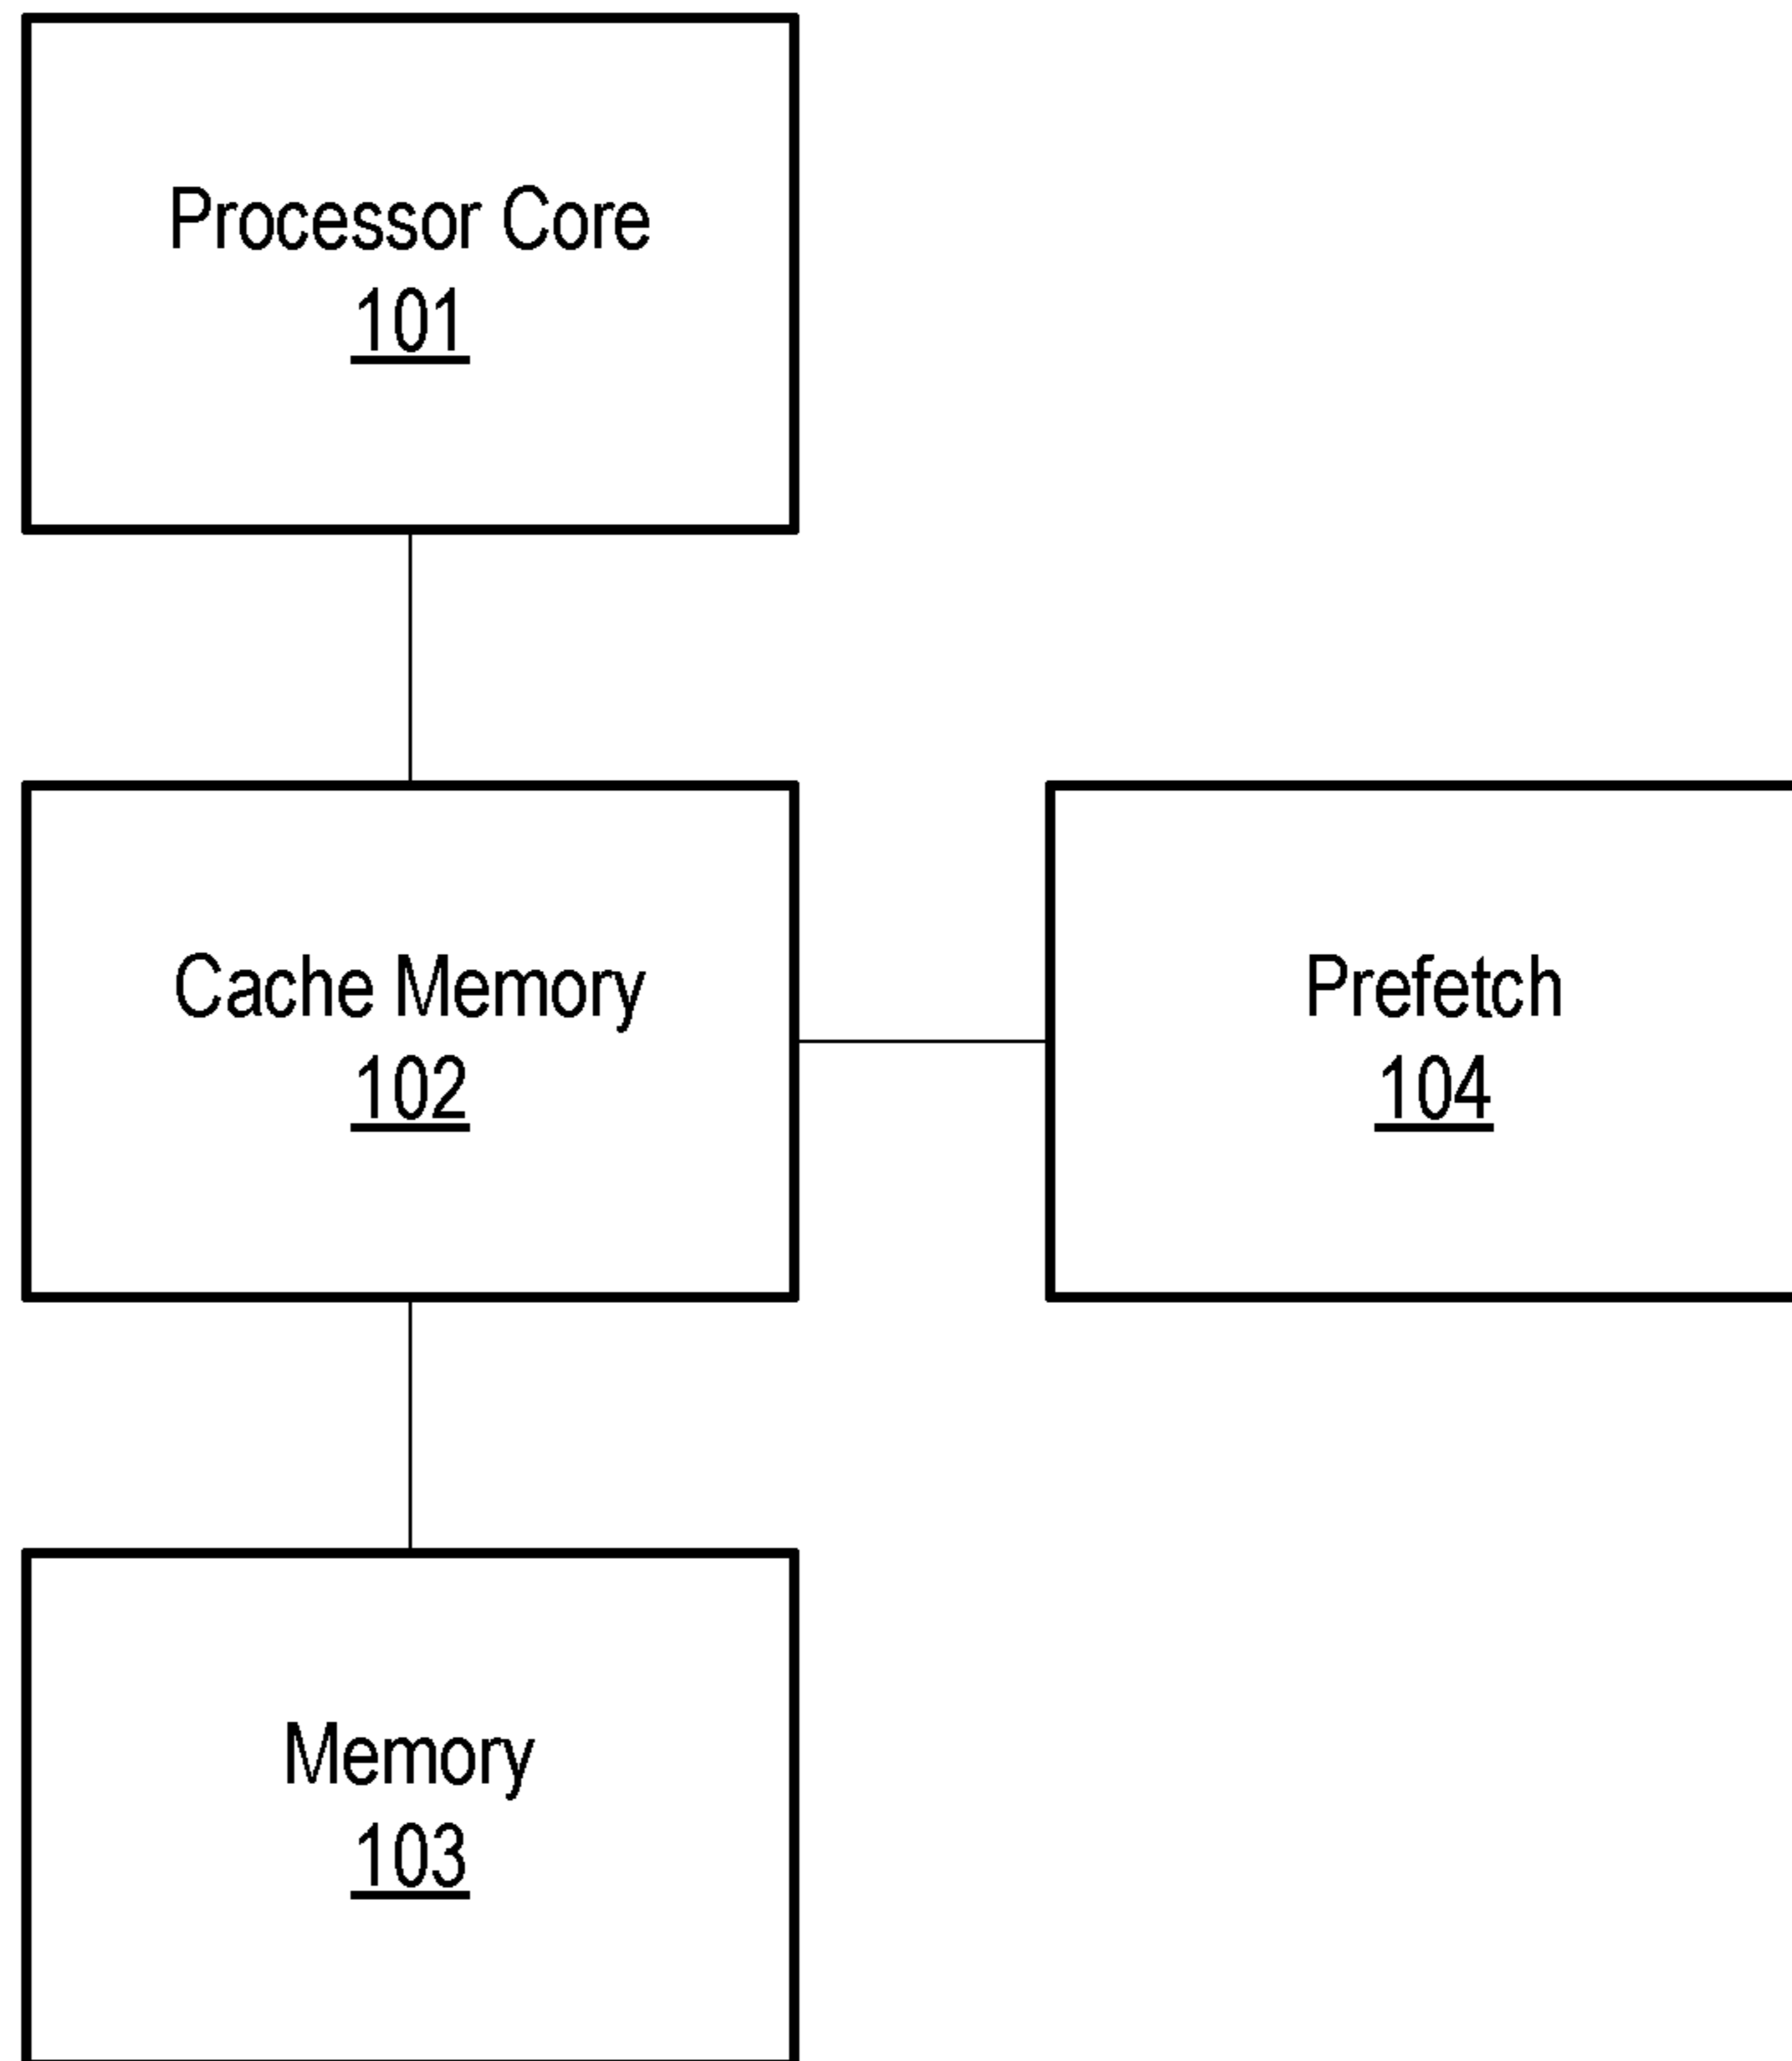 Processor Core
101
Cache Memory
102
Prefetch
104
Memory
103